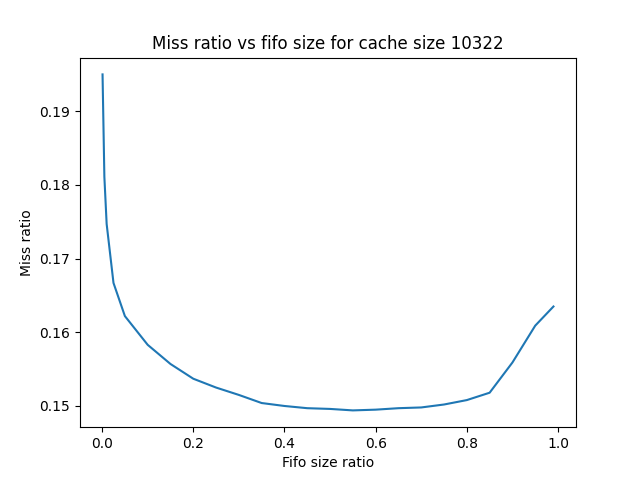 Miss ratio vs fifo size for cache size 10322
0.19
0.18
0.17
0.16
0.15
Miss ratio
0.0 0.2 0.4 0.6 0.8 1.0
Fifo size ratio